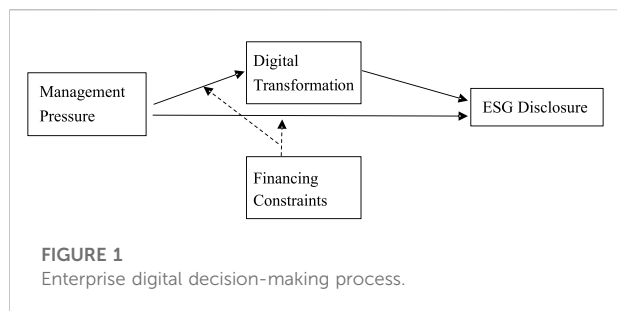 Digital
Transformation
Management
Pressure
ESG Disclosure
Financing
Constraints
FIGURE 1
Enterprise digital decision-making process.